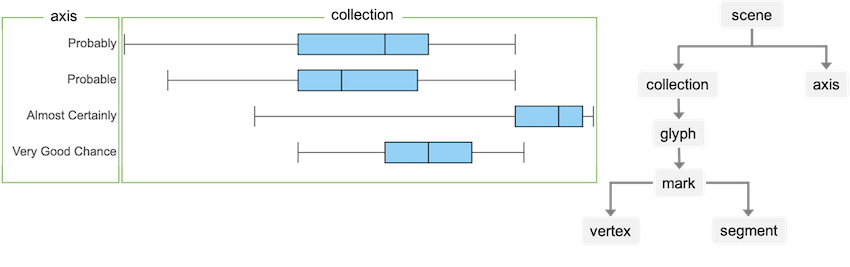 axis
collection
Probably
Probable
Almost Certainly
Very Good Chance
scene
collection
axis
glyph
mark
vertex
segment